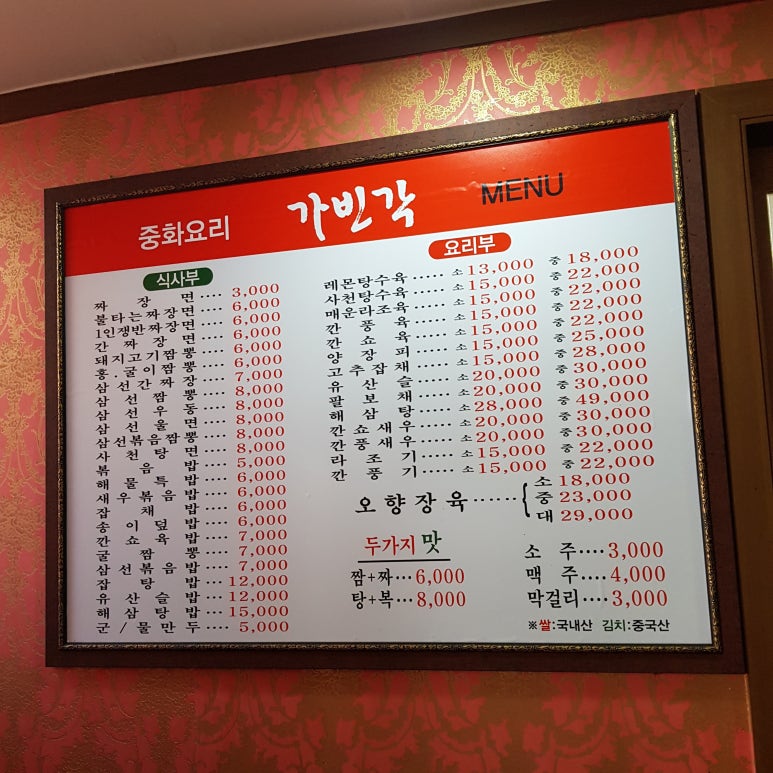 중화요리 가빈각 MENU
식사부
짜장면 .... 3,000
불타는짜장면 6,000
1인쟁반짜장면 6,000
간짜장면 .... 6,000
돼지고기짬뽕 .... 6,000
홍.굴이짬뽕 .... 6,000
삼선간짜장 .... 7,000
삼선짬뽕 .... 8,000
삼선우동 .... 8,000
삼선울면 .... 8,000
삼선볶음짬뽕 .... 8,000
사천탕면 .... 8,000
볶음밥 .... 5,000
해물특밥 .... 6,000
새우볶음밥 .... 6,000
잡채밥 .... 6,000
송이덮밥 .... 6,000
깐쇼육밥 .... 7,000
굴짬뽕 .... 7,000
삼선볶음밥 .... 7,000
잡탕밥 .... 12,000
유산슬밥 .... 12,000
해삼탕밥 .... 15,000
군/물만두 .... 5,000
요리부
레몬탕수육 ..... 소 13,000 중 18,000
사천탕수육 ..... 소 15,000 중 22,000
매운라조육 ..... 소 15,000 중 22,000
깐풍육 ..... 소 15,000 중 22,000
깐쇼육 ..... 소 15,000 중 22,000
양장피 ..... 소 15,000 중 25,000
고추잡채 ..... 소 15,000 중 28,000
유산슬 ..... 소 20,000 중 30,000
팔보채 ..... 소 20,000 중 30,000
해삼탕 ..... 소 28,000 중 49,000
깐쇼새우 ..... 소 20,000 중 30,000
깐풍새우 ..... 소 20,000 중 30,000
라조기 ..... 소 15,000 중 22,000
깐풍기 ..... 소 15,000 중 22,000
소 18,000
오향장육 ...... 중 23,000
대 29,000
두가지 맛
짬+짜...6,000
탕+복...8,000
소주....3,000
맥주....4,000
막걸리....3,000
※쌀:국내산 김치:중국산